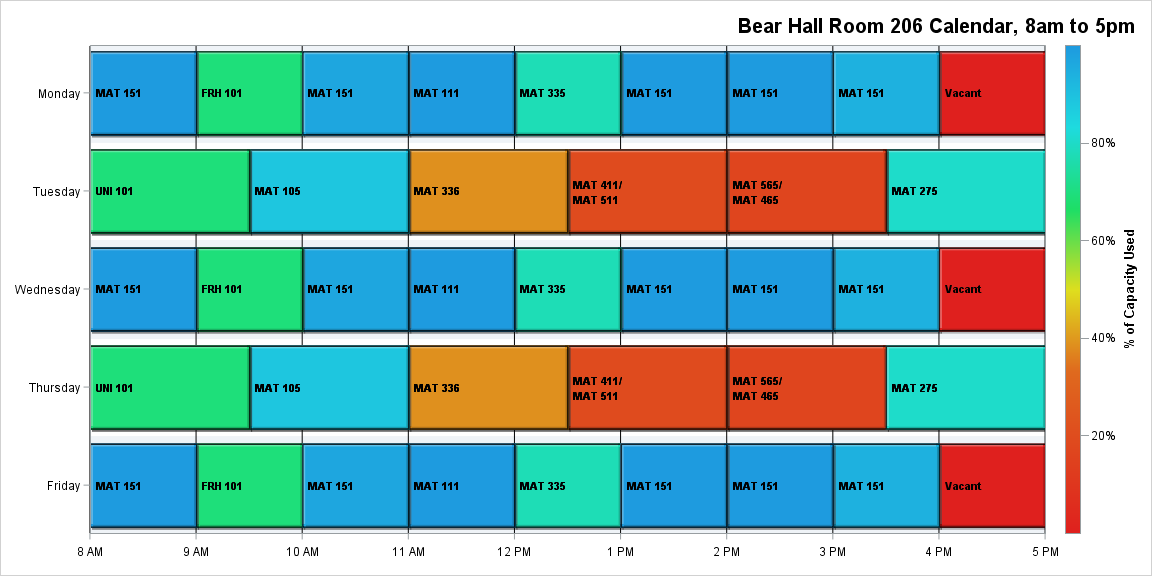 Bear Hall Room 206 Calendar, 8am to 5pm
Monday
MAT 151
FRH 101
MAT 151
MAT 111
MAT 335
MAT 151
MAT 151
MAT 151
Vacant
Tuesday
UNI 101
MAT 105
MAT 336
MAT 411/
MAT 511
MAT 565/
MAT 465
MAT 275
Wednesday
MAT 151
FRH 101
MAT 151
MAT 111
MAT 335
MAT 151
MAT 151
MAT 151
Vacant
Thursday
UNI 101
MAT 105
MAT 336
MAT 411/
MAT 511
MAT 565/
MAT 465
MAT 275
Friday
MAT 151
FRH 101
MAT 151
MAT 111
MAT 335
MAT 151
MAT 151
MAT 151
Vacant
8 AM
9 AM
10 AM
11 AM
12 PM
1 PM
2 PM
3 PM
4 PM
5 PM
80%
60%
40%
20%
% of Capacity Used